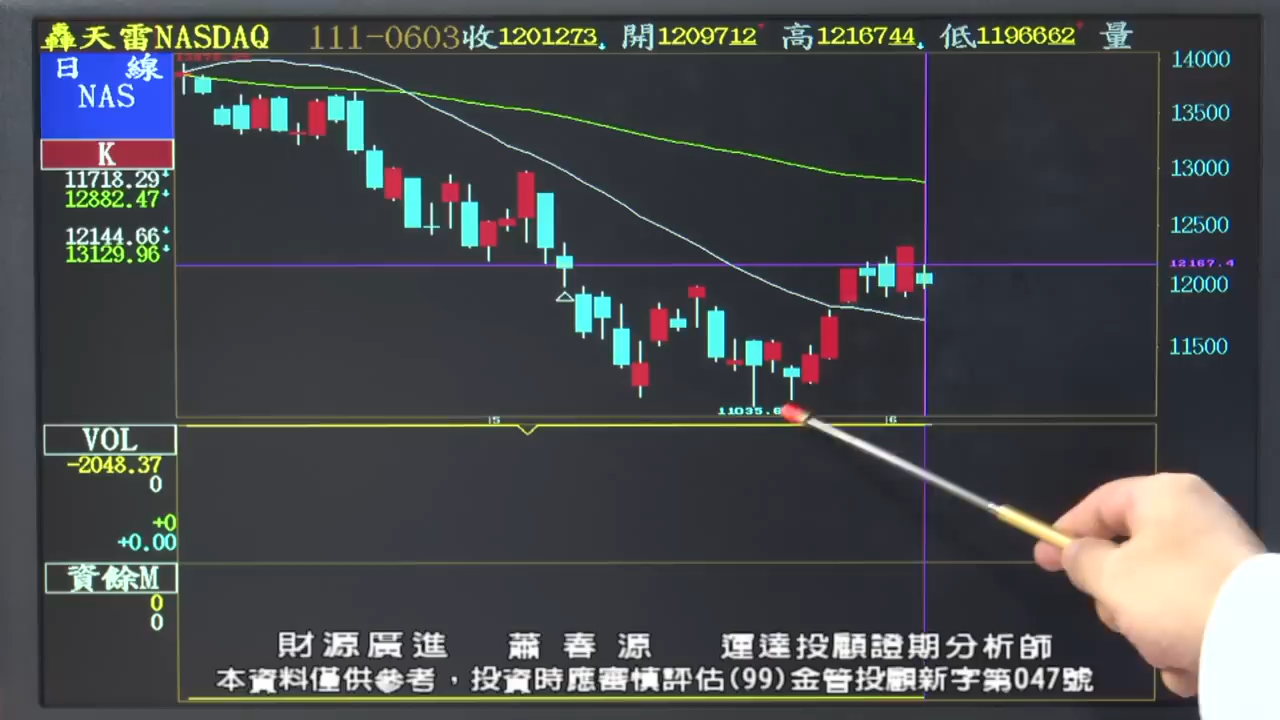 轟天雷NASDAQ 111-0603 收1201273 開1209712 高1216744 低1196662 量
日 線
NAS
K
11718.29
12882.47
12144.66
13129.96
14000
13500
13000
12500
12167.4
12000
11500
11035.6
5
6
VOL
-2048.37
0
+0
+0.00
資餘M
0
0
財源廣進 蕭春源 運達投顧證期分析師
本資料僅供參考，投資時應審慎評估(99)金管投顧新字第047號